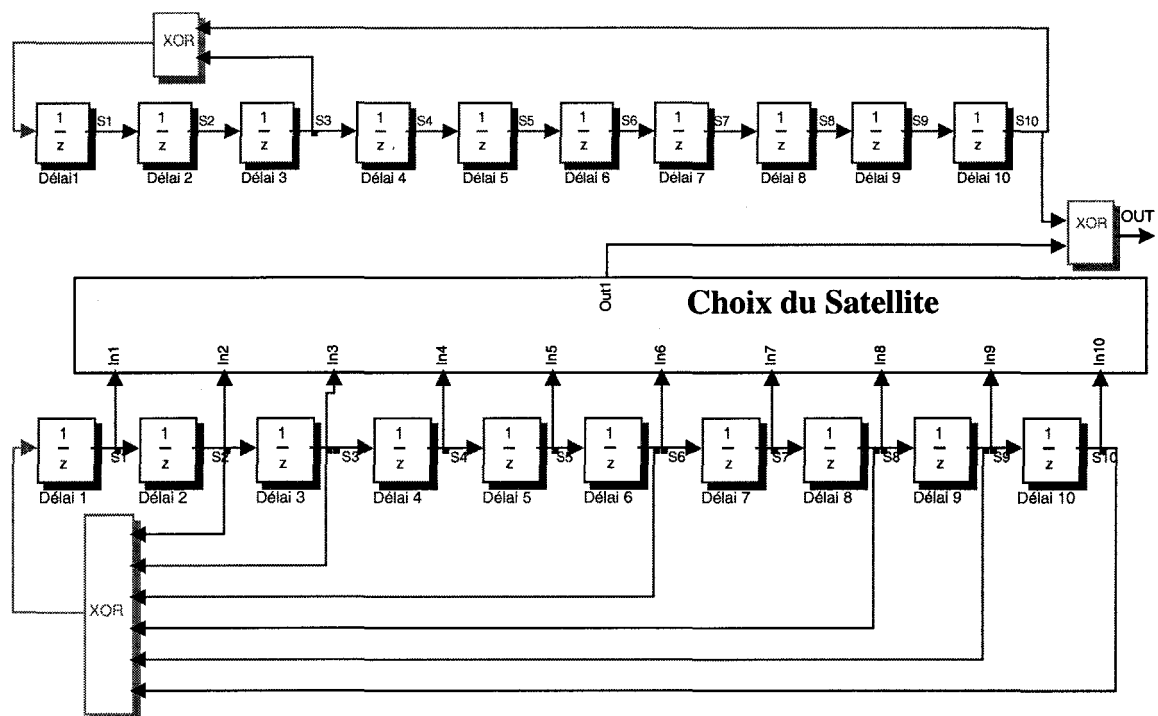 XOR
1 1 1 1 1 1 1 1 1 1
z z z z z z z z z z
S1 S2 S3 S4 S5 S6 S7 S8 S9 S10
Délai1 Délai 2 Délai 3 Délai 4 Délai 5 Délai 6 Délai 7 Délai 8 Délai 9 Délai 10
XOR OUT
Out1 Choix du Satellite
In1 In2 In3 In4 In5 In6 In7 In8 In9 In10
1 1 1 1 1 1 1 1 1 1
z z z z z z z z z z
S1 S2 S3 S4 S5 S6 S7 S8 S9 S10
Délai 1 Délai 2 Délai 3 Délai 4 Délai 5 Délai 6 Délai 7 Délai 8 Délai 9 Délai 10
XOR